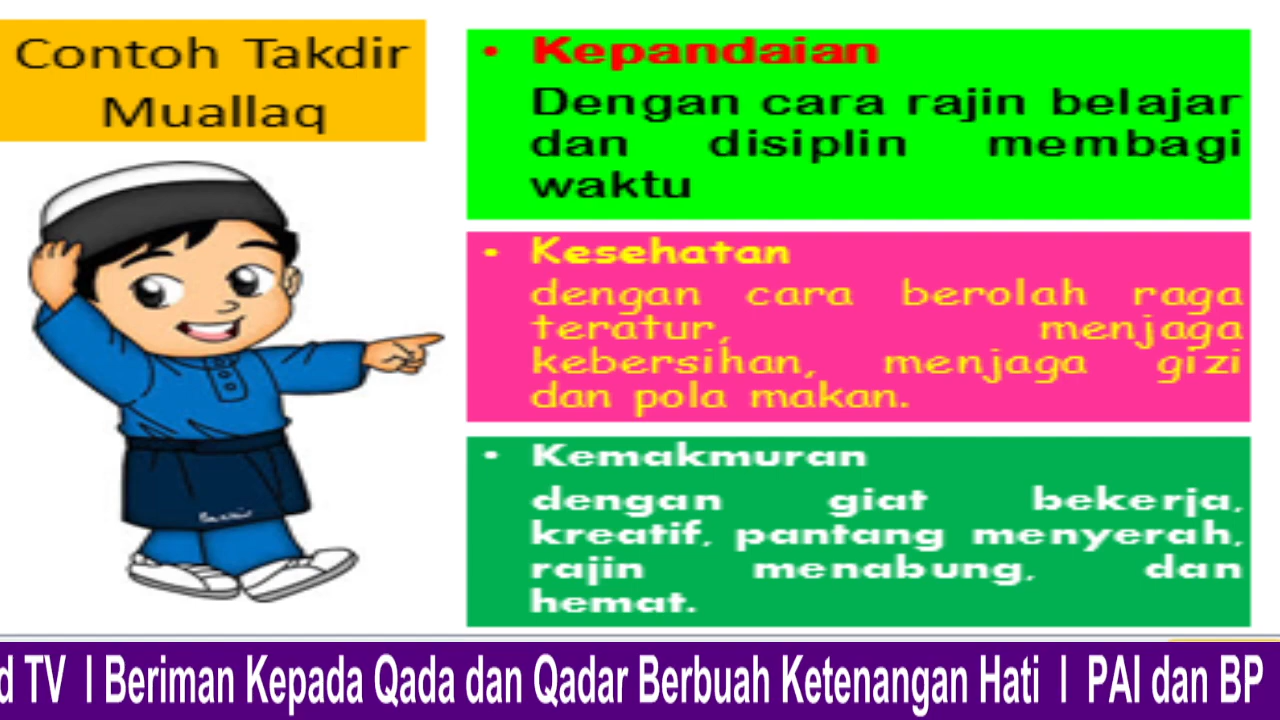 Contoh Takdir
Muallaq
• Kepandaian
Dengan cara rajin belajar
dan disiplin membagi
waktu
• Kesehatan
dengan cara berolah raga
teratur, menjaga
kebersihan, menjaga gizi
dan pola makan.
• Kemakmuran
dengan giat bekerja,
kreatif, pantang menyerah,
rajin menabung, dan
hemat.
d TV I Beriman Kepada Qada dan Qadar Berbuah Ketenangan Hati I PAI dan BP